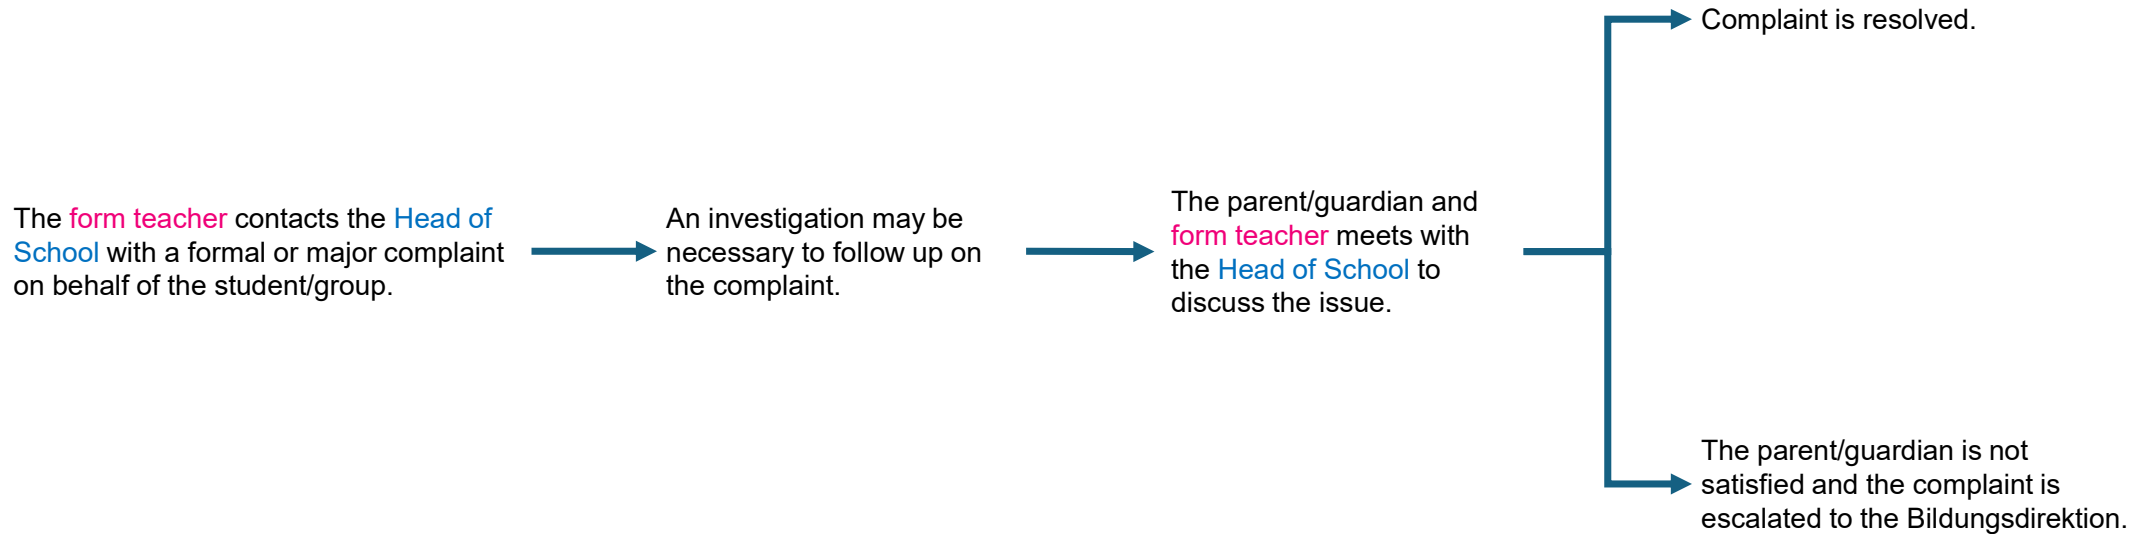 The form teacher contacts the Head of
School with a formal or major complaint
on behalf of the student/group.
An investigation may be
necessary to follow up on
the complaint.
The parent/guardian and
form teacher meets with
the Head of School to
discuss the issue.
Complaint is resolved.
The parent/guardian is not
satisfied and the complaint is
escalated to the Bildungsdirektion.